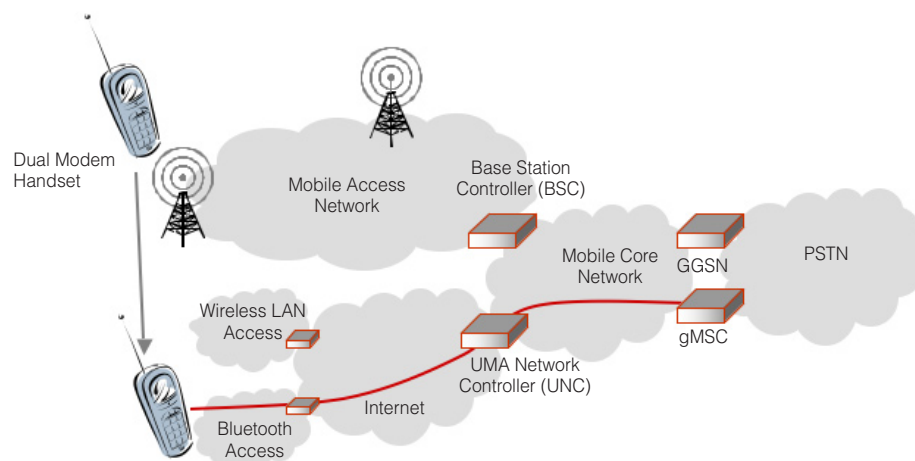 Dual Modem
Handset
Mobile Access
Network
Base Station
Controller (BSC)
Mobile Core
Network
GGSN
PSTN
gMSC
Wireless LAN
Access
UMA Network
Controller (UNC)
Internet
Bluetooth
Access